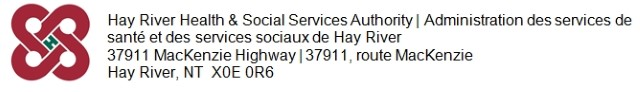 Hay River Health & Social Services Authority | Administration des services de
santé et des services sociaux de Hay River
37911 MacKenzie Highway | 37911, route MacKenzie
Hay River, NT  X0E 0R6
H